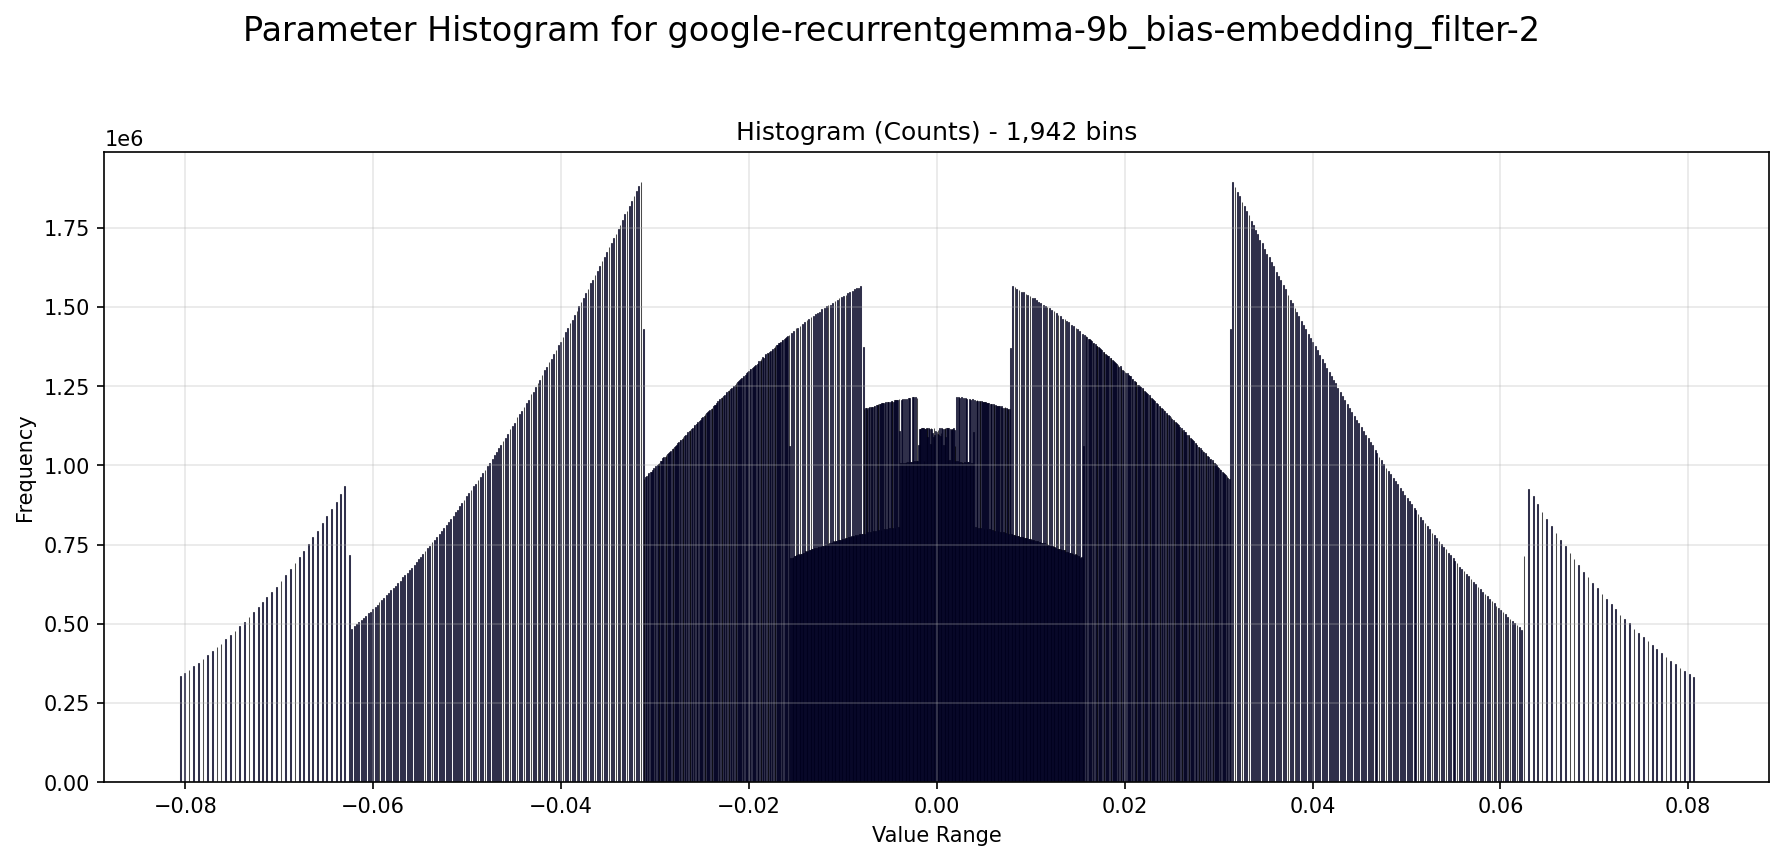 Parameter Histogram for google-recurrentgemma-9b_bias-embedding_filter-2
Histogram (Counts) - 1,942 bins
1e6
1.75
1.50
1.25
1.00
0.75
0.50
0.25
0.00
Frequency
−0.08 −0.06 −0.04 −0.02 0.00 0.02 0.04 0.06 0.08
Value Range